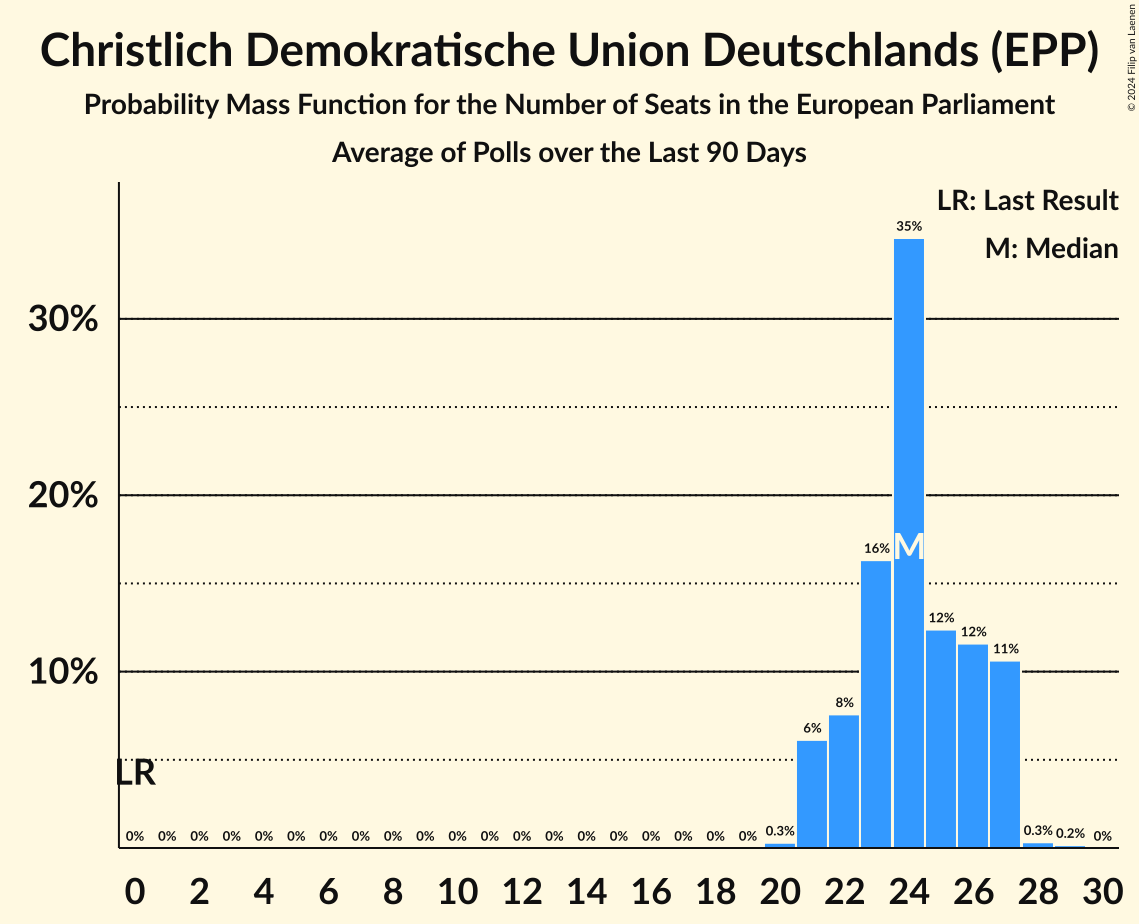 Christlich Demokratische Union Deutschlands (EPP)
Probability Mass Function for the Number of Seats in the European Parliament
Average of Polls over the Last 90 Days
© 2024 Filip van Laenen
LR: Last Result
M: Median
35%
30%
20%
16%
M
12%
12%
11%
10%
8%
6%
LR
0% 0% 0% 0% 0% 0% 0% 0% 0% 0% 0% 0% 0% 0% 0% 0% 0% 0% 0% 0% 0.3% 0.3% 0.2% 0%
0 2 4 6 8 10 12 14 16 18 20 22 24 26 28 30